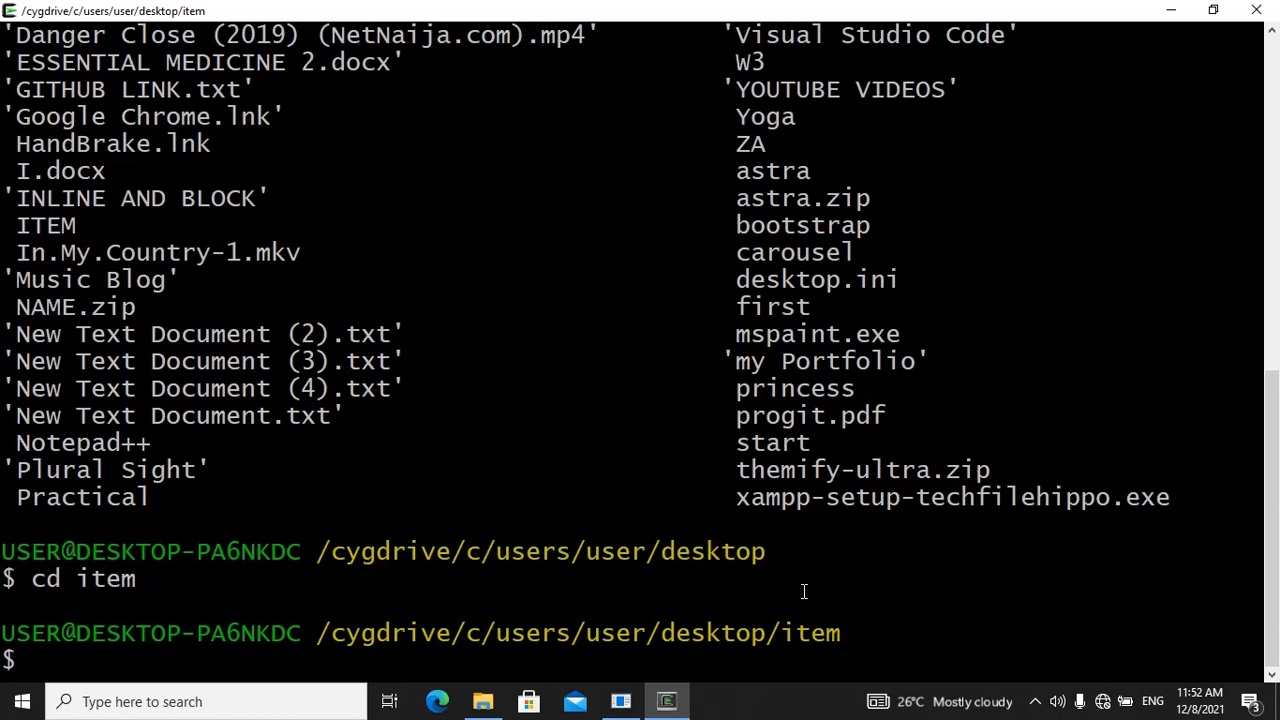 /cygdrive/c/users/user/desktop/item
'Danger Close (2019) (NetNaija.com).mp4' 'Visual Studio Code'
'ESSENTIAL MEDICINE 2.docx' W3
'GITHUB LINK.txt' 'YOUTUBE VIDEOS'
'Google Chrome.lnk' Yoga
HandBrake.lnk ZA
I.docx astra
'INLINE AND BLOCK' astra.zip
ITEM bootstrap
In.My.Country-1.mkv carousel
'Music Blog' desktop.ini
NAME.zip first
'New Text Document (2).txt' mspaint.exe
'New Text Document (3).txt' 'my Portfolio'
'New Text Document (4).txt' princess
'New Text Document.txt' progit.pdf
Notepad++ start
'Plural Sight' themify-ultra.zip
Practical xampp-setup-techfilehippo.exe
USER@DESKTOP-PA6NKDC /cygdrive/c/users/user/desktop
$ cd item
USER@DESKTOP-PA6NKDC /cygdrive/c/users/user/desktop/item
$
Type here to search 26°C Mostly cloudy ENG 11:52 AM
12/8/2021 3